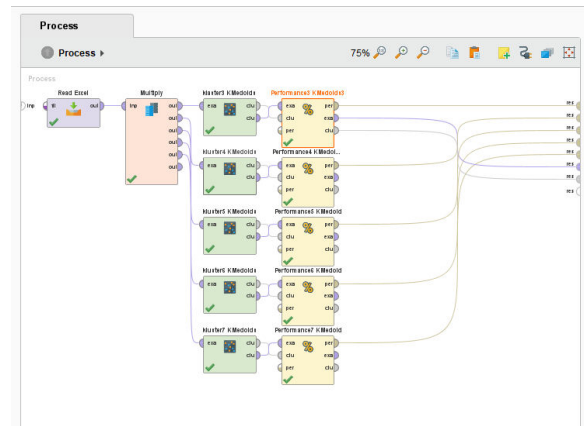 Process
Process
75%
Process
Read Excel
Multiply
Kluster3 KMedoids
Performance3 KMedoids3
inp
fil
out
inp
out
out
out
out
out
out
exa
clu
clu
exa
clu
per
per
exa
clu
Kluster4 KMedoids
Performance4 KMedoi...
exa
clu
clu
exa
clu
per
per
exa
clu
Kluster5 KMedoids
Performance5 KMedoid
exa
clu
clu
exa
clu
per
per
exa
clu
Kluster6 KMedoids
Performance6 KMedoid
exa
clu
clu
exa
clu
per
per
exa
clu
Kluster7 KMedoids
Performance7 KMedoid
exa
clu
clu
exa
clu
per
per
exa
clu
res
res
res
res
res
res
res
res